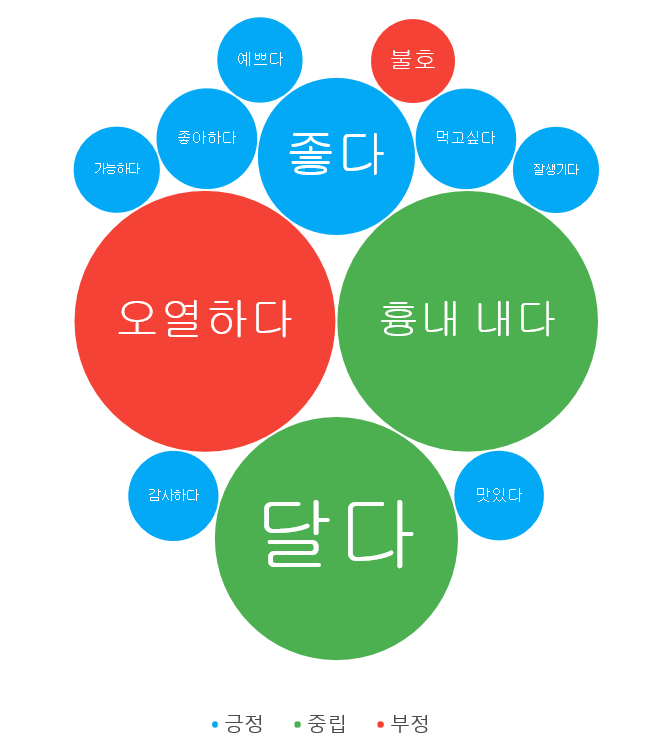 예쁘다
불호
좋아하다
좋다
먹고싶다
가능하다
잘생기다
오열하다
흉내 내다
감사하다
맛있다
달다
긍정 중립 부정